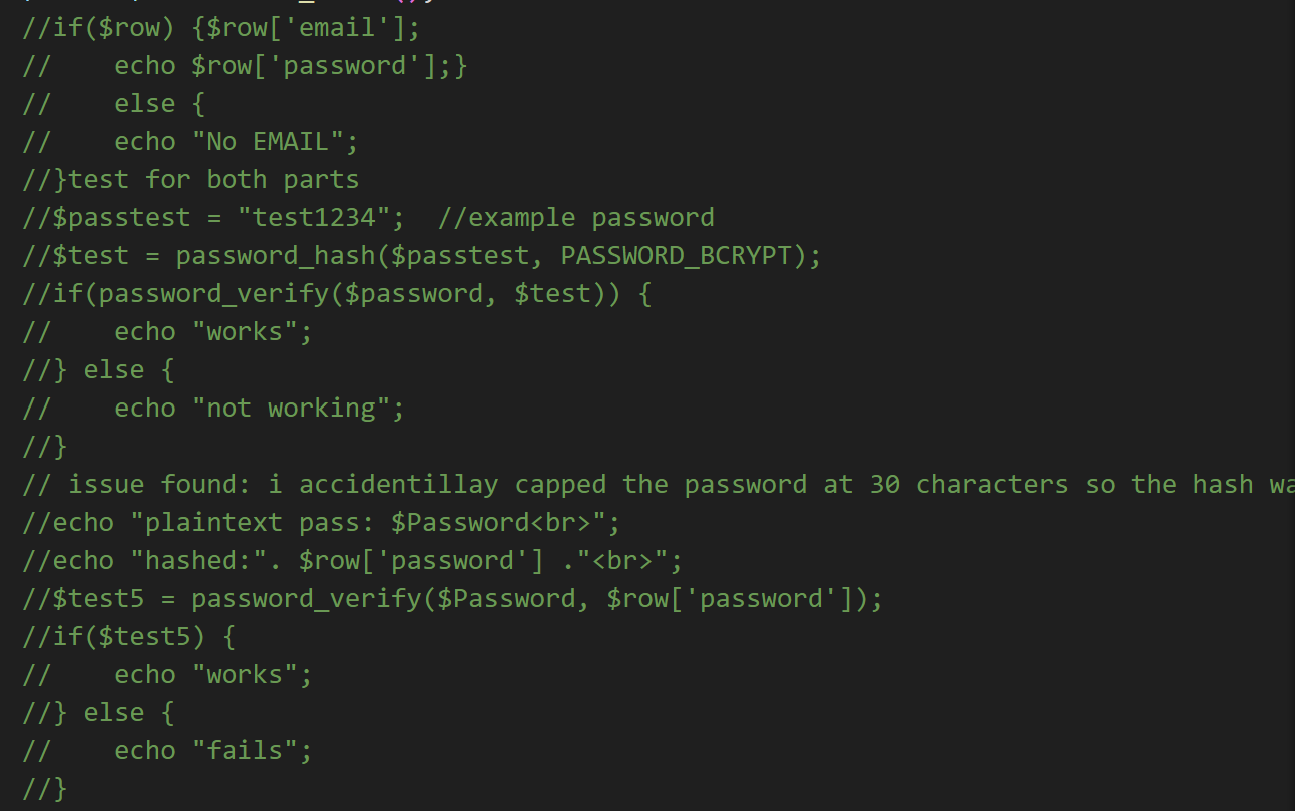 //if($row) {$row['email'];
//    echo $row['password'];}
//    else {
//    echo "No EMAIL";
//}test for both parts
//$passtest = "test1234";  //example password
//$test = password_hash($passtest, PASSWORD_BCRYPT);
//if(password_verify($password, $test)) {
//    echo "works";
//} else {
//    echo "not working";
//}
// issue found: i accidentillay capped the password at 30 characters so the hash wa
//echo "plaintext pass: $Password<br>";
//echo "hashed:". $row['password'] ."<br>";
//$test5 = password_verify($Password, $row['password']);
//if($test5) {
//    echo "works";
//} else {
//    echo "fails";
//}